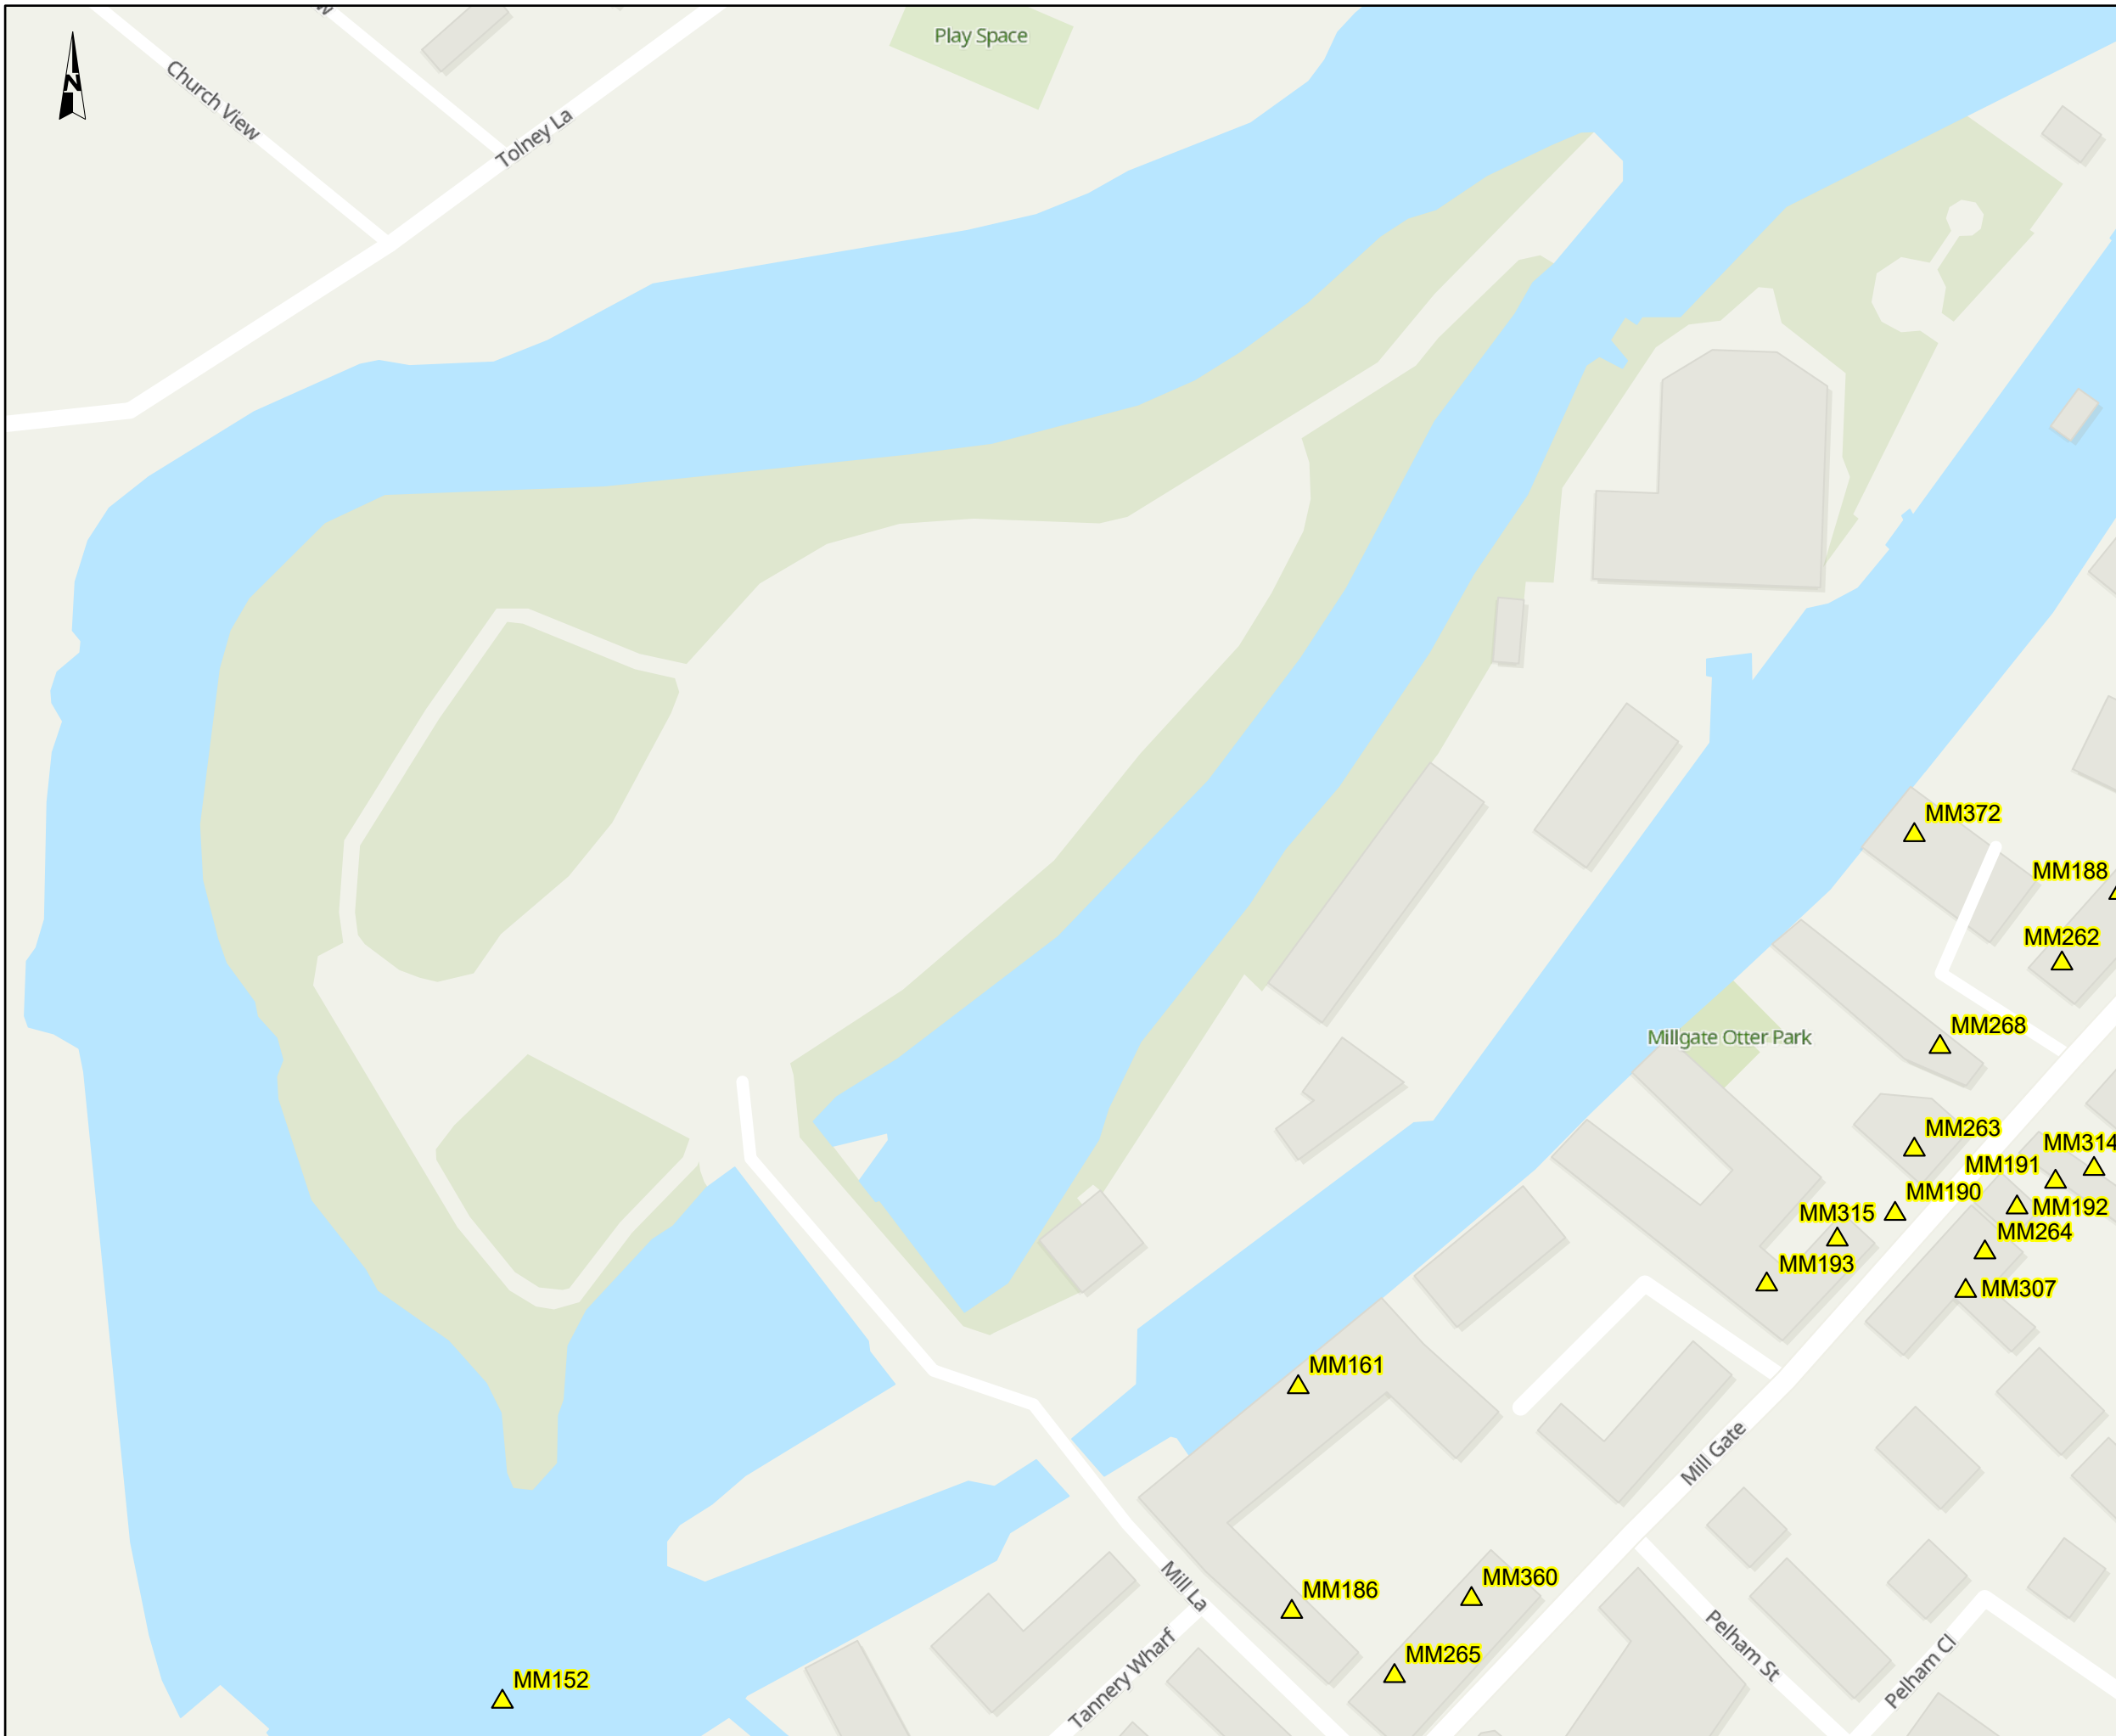 Play Space
N
Church View
Tolney La
MM372
MM188
MM262
MM268
Millgate Otter Park
MM263
MM314
MM191
MM190
MM192
MM315
MM264
MM193
MM307
MM161
Mill Gate
MM360
MM186
Mill La
Pelham St
Tannery Wharf
Pelham Cl
MM265
MM152